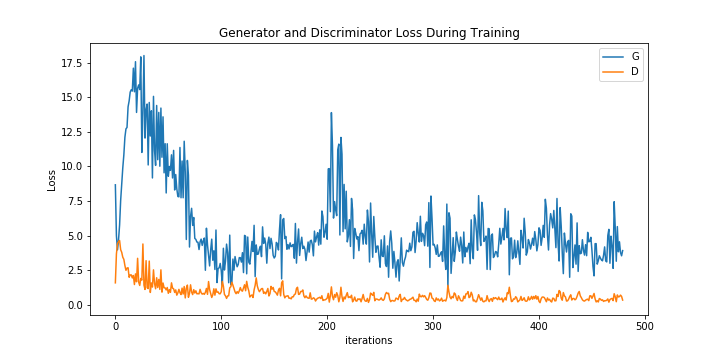 Generator and Discriminator Loss During Training
G
D
17.5
15.0
12.5
10.0
7.5
5.0
2.5
0.0
Loss
0 100 200 300 400 500
iterations